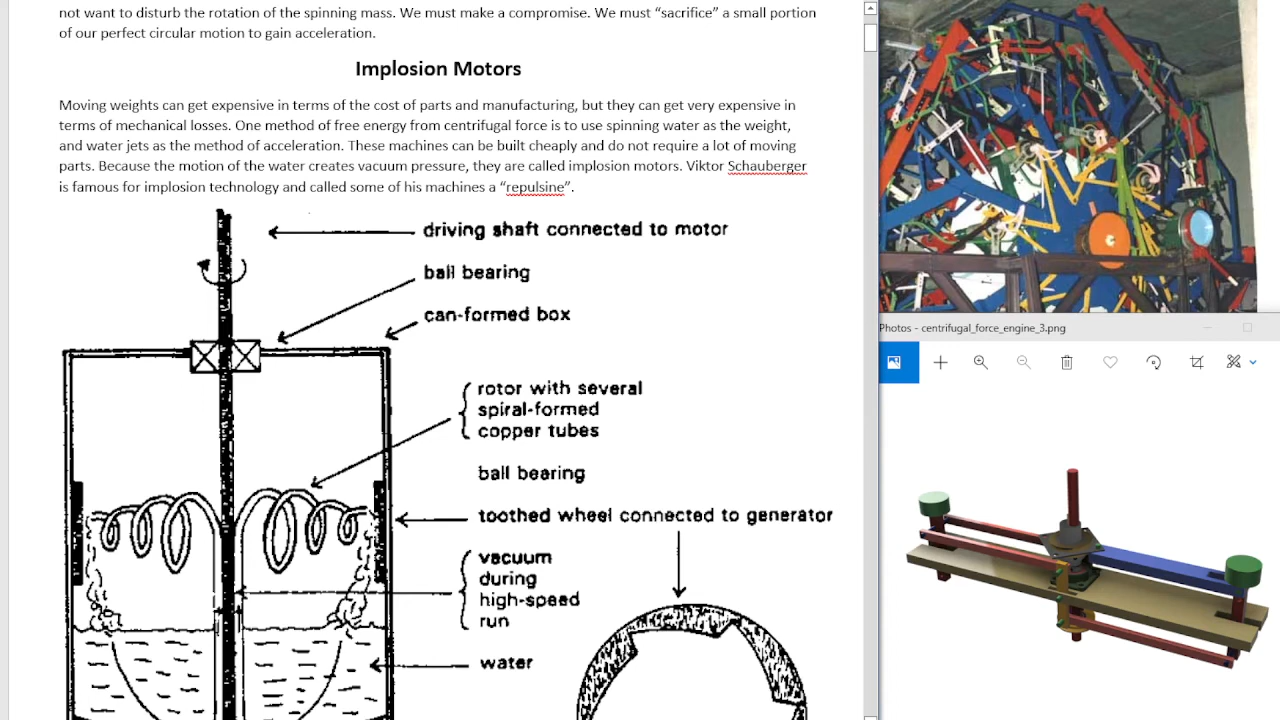 not want to disturb the rotation of the spinning mass. We must make a compromise. We must “sacrifice” a small portion
of our perfect circular motion to gain acceleration.
Implosion Motors
Moving weights can get expensive in terms of the cost of parts and manufacturing, but they can get very expensive in
terms of mechanical losses. One method of free energy from centrifugal force is to use spinning water as the weight,
and water jets as the method of acceleration. These machines can be built cheaply and do not require a lot of moving
parts. Because the motion of the water creates vacuum pressure, they are called implosion motors. Viktor Schauberger
is famous for implosion technology and called some of his machines a “repulsine”.
driving shaft connected to motor
ball bearing
can-formed box
rotor with several
spiral-formed
copper tubes
ball bearing
toothed wheel connected to generator
vacuum
during
high-speed
run
water
Photos - centrifugal_force_engine_3.png